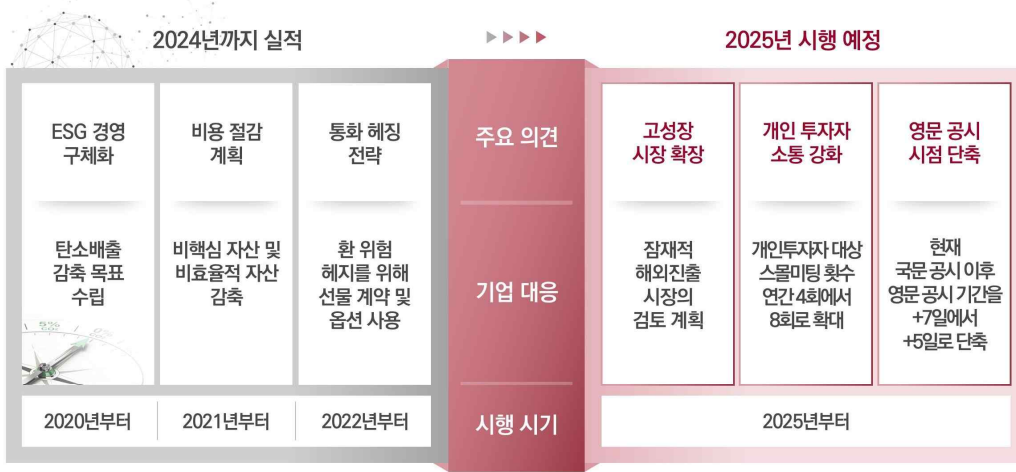 2024년까지 실적
2025년 시행 예정
ESG 경영
구체화
비용 절감
계획
통화 헤징
전략
주요 의견
고성장
시장 확장
개인 투자자
소통 강화
영문 공시
시점 단축
탄소배출
감축 목표
수립
비핵심 자산 및
비효율적 자산
감축
환 위험
헤지를 위해
선물 계약 및
옵션 사용
기업 대응
잠재적
해외진출
시장의
검토 계획
개인투자자 대상
스몰미팅 횟수
연간 4회에서
8회로 확대
현재
국문 공시 이후
영문 공시 기간을
+7일에서
+5일로 단축
5%
CO₂
2020년부터
2021년부터
2022년부터
시행 시기
2025년부터